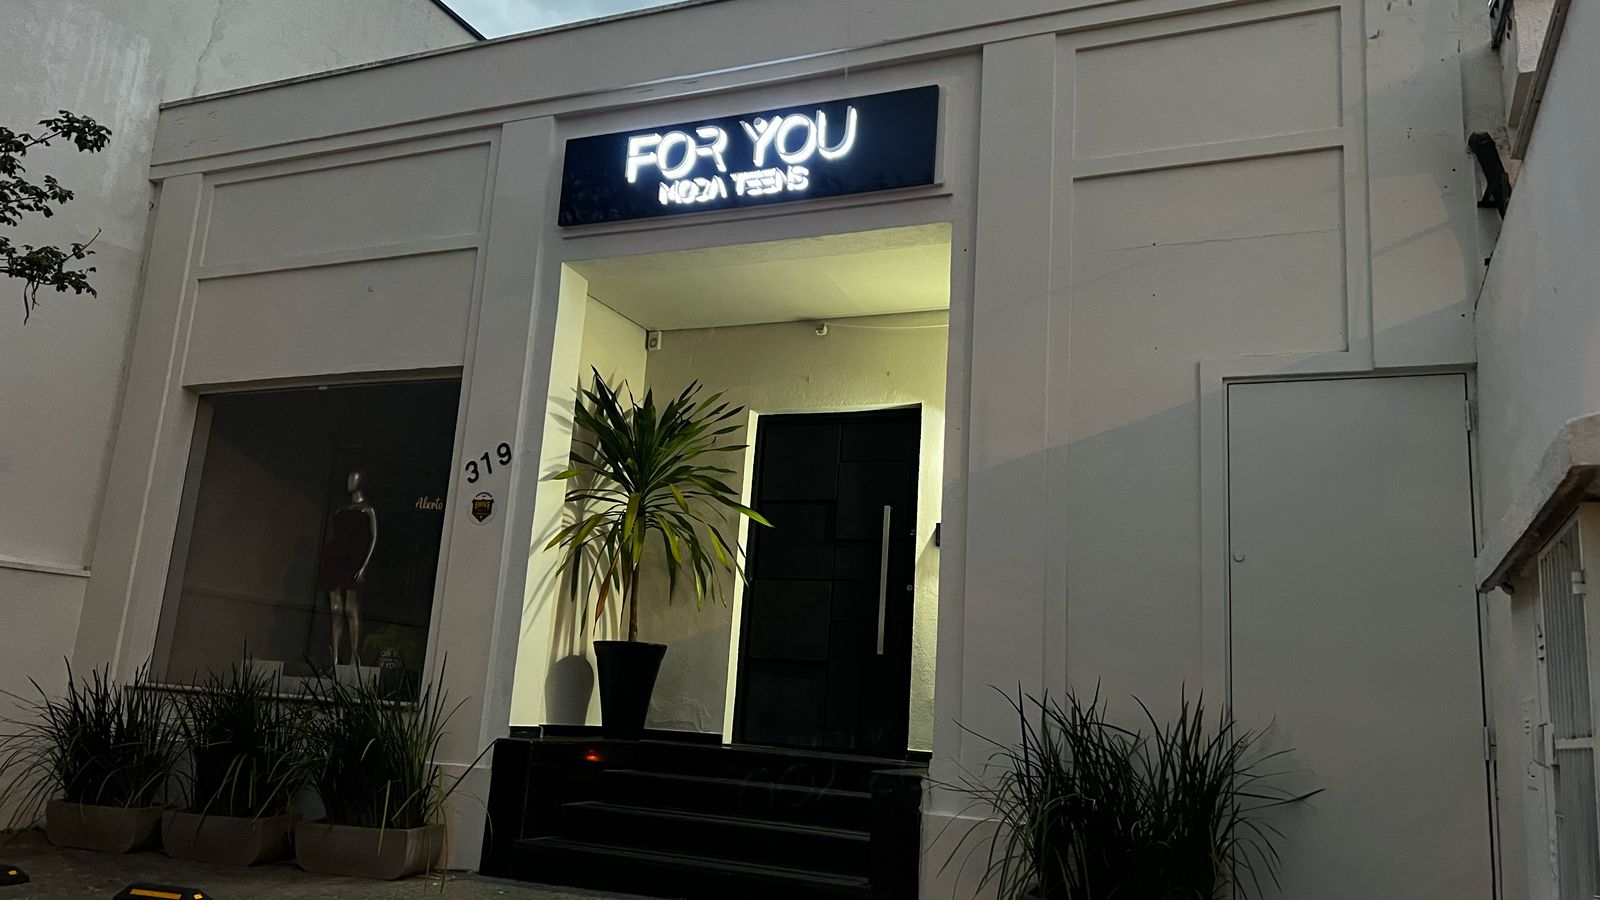 FOR YOU
MODA TEENS
319
Aberto